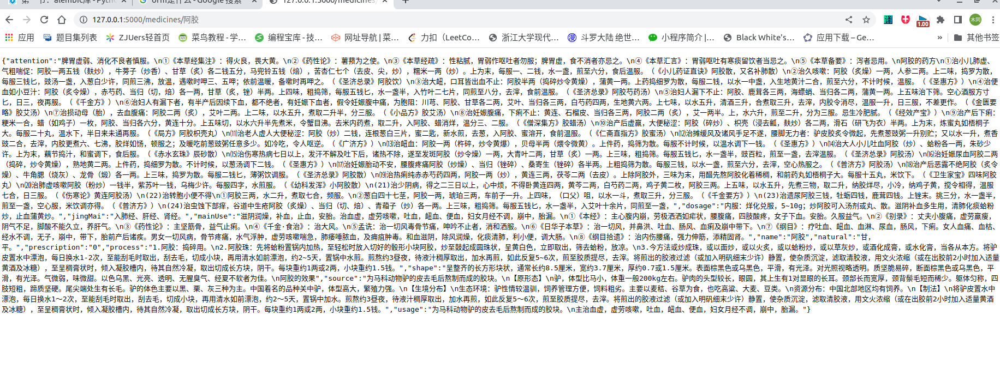 第一节：alembic库 - Pyth
orm是什么 - Google 搜索
127.0.0.1:5000/medicines/
127.0.0.1:5000/medicines/阿胶
译
1.00
木同
应用
题目集列表
ZJUers轻首页
菜鸟教程 - 学…
编程宝库 - 技…
网址导航 | 菜…
力扣（LeetCo…
浙江大学现代…
斗罗大陆 绝世…
小程序简介 |…
Black White's…
应用下载 – Ge…
»
其他书签
{"attention":"脾胃虚弱、消化不良者慎服。\n①《本草经集注》：得火良，畏大黄。\n②《药性论》：薯蓣为之使。\n③《本草经疏》：性粘腻，胃弱作呕吐者勿服；脾胃虚，食不消者亦忌之。\n④《本草汇言》：胃弱呕吐有寒痰留饮者当忌之。\n⑤《本草备要》：泻者忌用。\n阿胶的药方\n①治小儿肺虚、
气粗喘促：阿胶一两五钱（麸炒），牛蒡子（炒香）、甘草（炙）各二钱五分，马兜铃五钱（焙），苦杏仁七个（去皮、尖，炒），糯米一两（炒）。上为末，每服一、二钱，水一盏，煎至六分，食后温服。（《小儿药证直诀》阿胶散，又名补肺散）\n②治久咳嗽：阿胶（炙燥）一两，人参二两。上二味，捣罗为散，
每服三钱匕，豉汤一盏，入葱白少许，同煎三沸，放温，遇嗽时呷三、五呷；依前温暖，备嗽时再呷之。（《圣济总录》阿胶饮）\n③治大衄，口耳皆出血不止：阿胶半两（捣碎炒令黄燥），蒲黄一两。上药捣细罗为散，每服二钱，以水一中盏，入生地黄汁二合，煎至六分，不计时候，温服。（《圣惠方》）\n④治便
血如小豆汁：阿胶（炙令燥），赤芍药、当归（切，焙）各一两，甘草（炙，锉）半两。上四味，粗捣筛，每服五钱匕，水一盏半，入竹叶二七片，同煎至八分，去滓，食前温服。（《圣济总录》阿胶芍药汤）\n⑤治妇人漏下不止：阿胶、鹿茸各三两，海螵蛸、当归各二两，蒲黄一两。上五味治下筛。空心酒服方寸
匕，日三，夜再服。（《千金方》）\n⑥治妇人有漏下者，有半产后因续下血，都不绝者，有妊娠下血者，假令妊娠腹中痛，为胞阻：川芎、阿胶、甘草各二两，艾叶、当归各三两，白芍药四两，生地黄六两。上七味，以水五升，清酒三升，合煮取三升，去滓，内胶令消尽，温服一升，日三服，不差更作。（《金匮要
略》胶艾汤）\n⑦治损动母（胎），去血腹痛：阿胶二两（炙），艾叶二两。上二味，以水五升，煮取二升半，分三服。（《小品方》胶艾汤）\n⑧治妊娠腹痛，下痢不止：黄连、石榴皮、当归各三两，阿胶二两（炙），艾一两半。上，水六升，煎至二升，分为三服。忌生冷肥腻。（《经效产宝》）\n⑨治产后下痢：
粳米一合，蜡（如鸡子）一枚，阿胶、当归各六分，黄连十分。上五味切，以水六升半先煮米，令蟹目沸。去米内药煮，取二升，入阿胶、蜡消烊，温分三、二服。（《僧深集方》胶蜡汤）\n⑩治产后虚羸，大便秘涩：阿胶（碎炒）、枳壳（浸去瓤，麸炒）各二两，滑石（研飞为衣）半两。上为末，炼蜜丸如梧桐子
大。每服二十丸，温水下，半日来未通再服。（《局方》阿胶枳壳丸）\n⑾治老人虚人大便秘涩：阿胶（炒）二钱，连根葱白三片，蜜二匙，新水煎，去葱，入阿胶、蜜溶开，食前温服。（《仁斋直指方》胶蜜汤）\n⑿治摊缓风及诸风手足不遂，腰脚无力者：驴皮胶炙令微起，先煮葱豉粥一升别贮；又以水一升，煮香
豉二合，去滓，内胶更煮六、七沸，胶烊如饧，顿服之；及暖吃前葱豉粥任意多少。如冷吃，令人呕逆。（《广济方》）\n⒀治衄血：阿胶一两（杵碎，炒令黄爆），贝母半两（煨令微黄）。上件药，捣筛为散。每服不计时候，以温水调下一钱。（《圣惠方》）\n⒁治大人小儿吐血阿胶（炒）、蛤粉各一两，朱砂少
许。上为末，藕节捣汁，和蜜调下，食后服。（《赤水玄珠》辰砂散）\n⒂治伤寒热病七日以上，发汗不解及吐下后，诸热不除，遂至发斑阿胶（炒令燥）一两，大青叶二两，甘草（炙）一两。上三味，粗捣筛。每服五钱匕，水一盏半，豉百粒，煎至一盏，去滓温服。（《圣济总录》阿胶汤）\n⒃治妊娠尿血阿胶二两
（捣碎，炒令黄燥），熟地黄二两。上件药，捣细罗为散。不计时候，以葱汤调下二钱。（《圣惠方》）\n⒄治妊娠胎动不安，腰腹疼痛阿胶（炒燥）、当归（锉碎）、桑寄生（锉碎）各半两。上粗捣筛为散。每服三钱，以水一盏，煎至六分，去滓，空心热服之。（《普济方》阿胶汤）\n⒅治产后恶露不绝阿胶（炙令
燥）、牛角腮（烧灰）、龙骨（煅）各一两。上三味，捣罗为散。每服二钱匕，薄粥饮调服。（《圣济总录》阿胶散）\n⒆治热痢纯赤赤芍药四两，阿胶一两（炒），黄连三两，茯苓二两（去皮）。上除阿胶外，三味为末，用醋先熬阿胶化着稀稠，和前药丸如梧桐子大。每服十五丸，米饮下。（《卫生家宝》四味阿胶
丸）\n⒇治肺虚咳嗽阿胶（粉炒）一钱半，紫苏叶一钱，乌梅少许。每服四字，水煎服。（《幼科发浑》小阿胶散）\n(21)治少阴病，得之二三日以上，心中烦，不得卧黄连四两，黄芩二两，白芍药二两，鸡子黄二枚，阿胶三两。上五味，以水五升，先煮三物，取二升，纳胶烊尽，小冷，纳鸡子黄，搅令相得，温服
七合，日三服。（《伤寒论》黄连阿胶汤）\n(22)治转胞小便不得\n①阿胶三两，水二升，煮取七合，频服。\n②葱白四十七茎，阿胶一两，琥珀三两，车前子一升。上四味，（口父）咀，以水一斗，煮取三升，分三服。（《千金要方》）\n(23)治遗尿阿胶三钱，牡蛎四钱，鹿茸四钱。上锉末。挑三分，水一盏半，
煎至一盏，空心服，米饮调亦得。（《普济方》）\n(24)治虫蚀下部痒，谷道中生疮阿胶（炙燥）、当归（切、焙）、青葙子（炒）各一两。上三味，粗捣筛。每服五钱匕，水一盏半，入艾叶十余片，同煎至一盏，","dosage":"内服：烊化兑服，5~10g；炒阿胶可入汤剂或丸、散。滋阴补血多生用，清肺化痰蛤粉
炒，止血蒲黄炒。","jingMai":"入肺经、肝经、肾经。","mainUse":"滋阴润燥，补血，止血，安胎。治血虚，虚劳咳嗽，吐血，衄血、便血，妇女月经不调，崩中，胎漏。\n①《本经》：主心腹内崩，劳极洒洒如疟状，腰腹痛，四肢酸疼，女子下血。安胎。久服益气。\n②《别录》：丈夫小腹痛，虚劳羸瘦，
阴气不足，脚酸不能久立，养肝气。\n③《药性论》：主坚筋骨，益气止痢。\n④《千金·食治》：治大风。\n⑤孟诜：治一切风毒骨节痛，呻吟不止者，消和洒服。\n⑥《日华子本草》：治一切风，并鼻洪、吐血、肠风、血痢及崩中带下。\n⑦《纲目》：疗吐血、衄血、血淋、尿血，肠风，下痢。女人血痛、血枯、
经水不调，无子，崩中，带下，胎前产后诸疾。男女一切风病，骨节疼痛，水气浮肿，虚劳咳嗽喘急，肺痿唾脓血，及痈疽肿毒。和血滋阴，除风润燥，化痰清肺，利小便，调大肠。\n⑧《纲目拾遗》：治内伤腰痛，强力伸筋，添精固肾。","name":"阿胶","natural":"甘，
平。","prescription":"0","process":"1.阿胶：捣碎用。\n2.阿胶珠：先将蛤粉置锅内加热，至轻松时放入切好的骰形小块阿胶，炒至鼓起成圆珠状，呈黄白色，立即取出，筛去蛤粉，放凉。\n3.今方法或炒成珠，或以面炒，或以火炙，或以蛤粉炒，或以草灰炒，或酒化成膏，或水化膏，当各从本方。将驴
皮置水中漂泡，每日换水1-2次，至能刮毛时取出，刮去毛，切成小块，再用清水如前漂泡，约2~5天，置锅中水煎。煎熬约3昼夜，待液汁稠厚取出，加水再煎，如此反复5~6次，煎至胶质提尽，去滓。将煎出的胶液过滤（或加入明矾细末少许）静置，使杂质沉淀，滤取清胶液，用文火浓缩（或在出胶前2小时加入适量
黄酒及冰糖），至呈稠膏状时，倾入凝胶槽内，待其自然冷凝，取出切成长方块，阴干。每块重约1两或2两，小块重约1.5钱。","shape":"呈整齐的长方形块状，通常长约8.5厘米，宽约3.7厘米，厚约0.7或1.5厘米。表面棕黑色或乌黑色，平滑，有光泽。对光照视略透明。质坚脆易碎，断面棕黑色或乌黑色，平
滑，有光泽。气微弱，味微甜。以色乌黑、光亮、透明、无腥臭气、经夏不软者为佳。\n阿胶的效果","source":"为马科动物驴的皮去毛后熬制而成的胶块。\n【原形态】\n驴，体型比马小，体重一般200kg左右。驴肉的头型较长，眼圆，其上生有1对显眼的长耳。颈部长而宽厚，颈背鬃毛短而稀少。躯体匀称，四
肢短粗，蹄质坚硬。尾尖端处生有长毛。驴的体色主要以黑、栗、灰三种为主。中国着名的品种关中驴，体型高大，繁殖力强。\n【生境分布】\n生态环境：驴性情较温驯，饲养管理方便，饲料粗劣。主要以麦秸、谷草为食，也吃高粱、大麦、豆类。\n资源分布：中国北部地区均有饲养。\n【制法】\n将驴皮置水中
漂泡，每日换水1～2次，至能刮毛时取出，刮去毛，切成小块，再用清水如前漂泡，约2～5天，置锅中加水。煎熬约3昼夜，待液汁稠厚取出，加水再煎，如此反复5～6次，煎至胶质提尽，去滓。将煎出的胶液过滤（或加入明矾细末少许）静置，使杂质沉淀，滤取清胶液，用文火浓缩（或在出胶前2小时加入适量黄酒
及冰糖），至呈稠膏状时，倾入凝胶槽内，待其自然冷凝，取出切成长方块，阴干。每块重约1两或2两，小块重约1.5钱。","usage":"为马科动物驴的皮去毛后熬制而成的胶块。\n主治血虚，虚劳咳嗽，吐血，衄血、便血，妇女月经不调，崩中，胎漏。"}